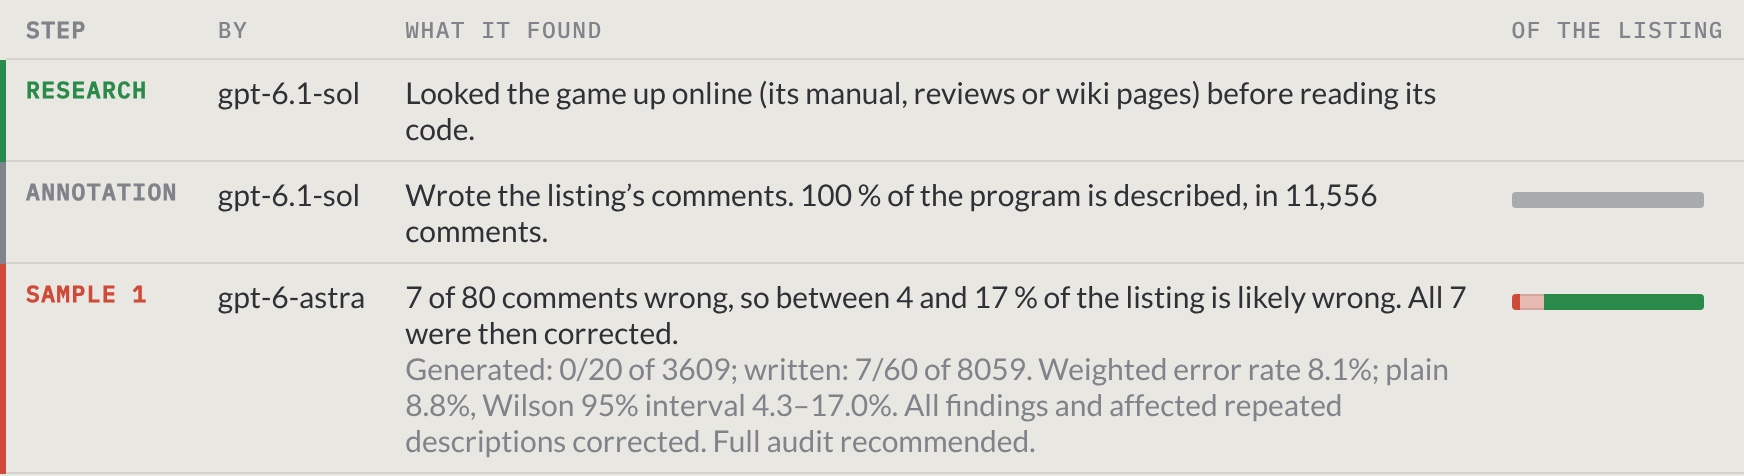 STEP BY WHAT IT FOUND OF THE LISTING
RESEARCH gpt-6.1-sol Looked the game up online (its manual, reviews or wiki pages) before reading its
code.
ANNOTATION gpt-6.1-sol Wrote the listing’s comments. 100 % of the program is described, in 11,556
comments.
SAMPLE 1 gpt-6-astra 7 of 80 comments wrong, so between 4 and 17 % of the listing is likely wrong. All 7
were then corrected.
Generated: 0/20 of 3609; written: 7/60 of 8059. Weighted error rate 8.1%; plain
8.8%, Wilson 95% interval 4.3–17.0%. All findings and affected repeated
descriptions corrected. Full audit recommended.